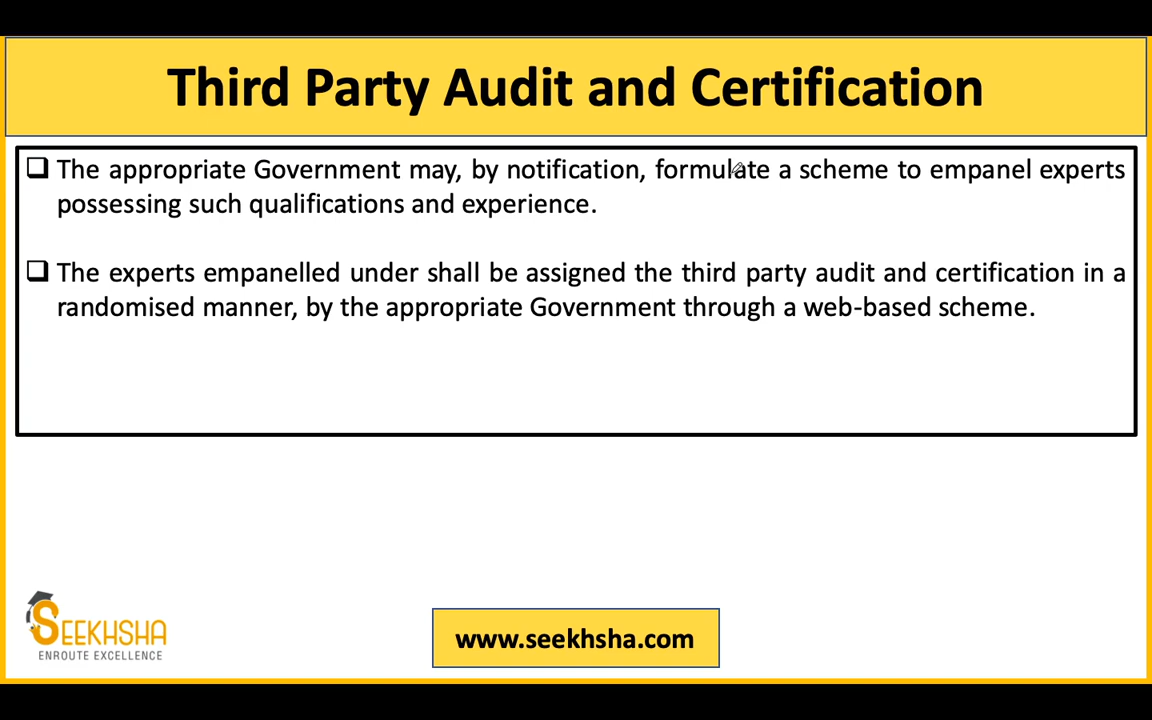 Third Party Audit and Certification
The appropriate Government may, by notification, formulate a scheme to empanel experts
possessing such qualifications and experience.
The experts empanelled under shall be assigned the third party audit and certification in a
randomised manner, by the appropriate Government through a web-based scheme.
SEEKHSHA
ENROUTE EXCELLENCE
www.seekhsha.com